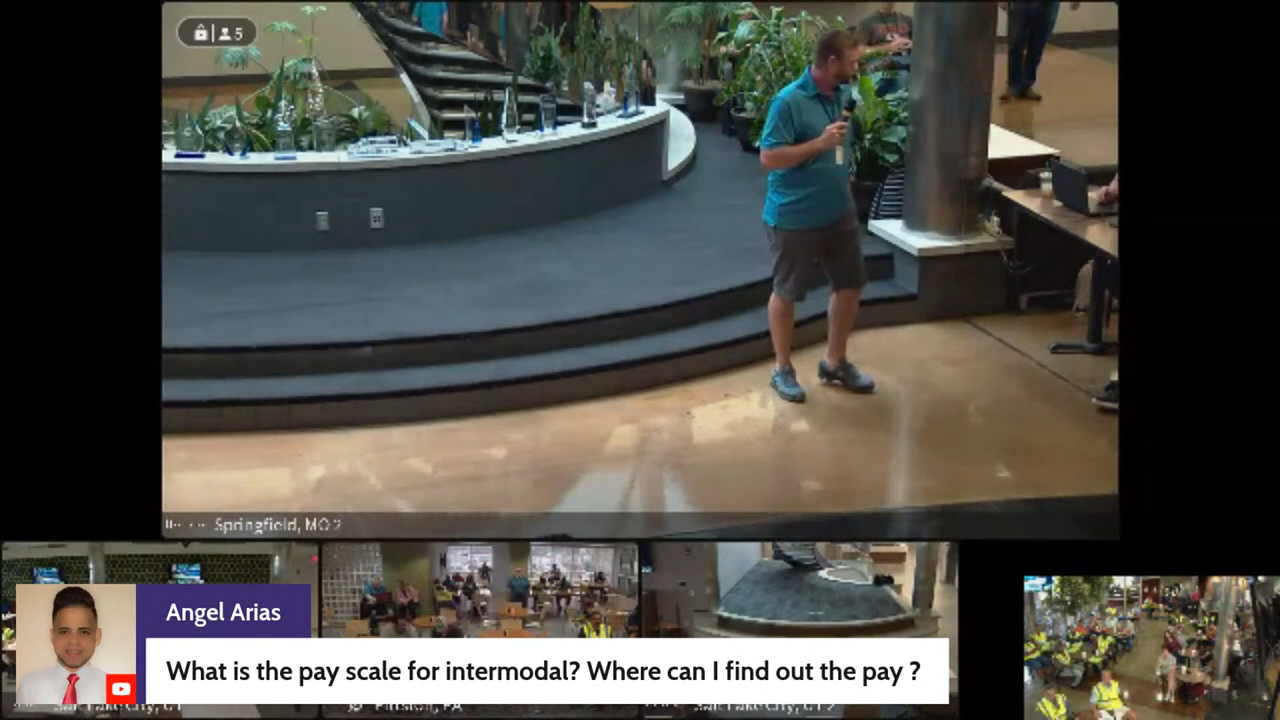 5
Springfield, MO 2
Angel Arias
What is the pay scale for intermodal? Where can I find out the pay ?